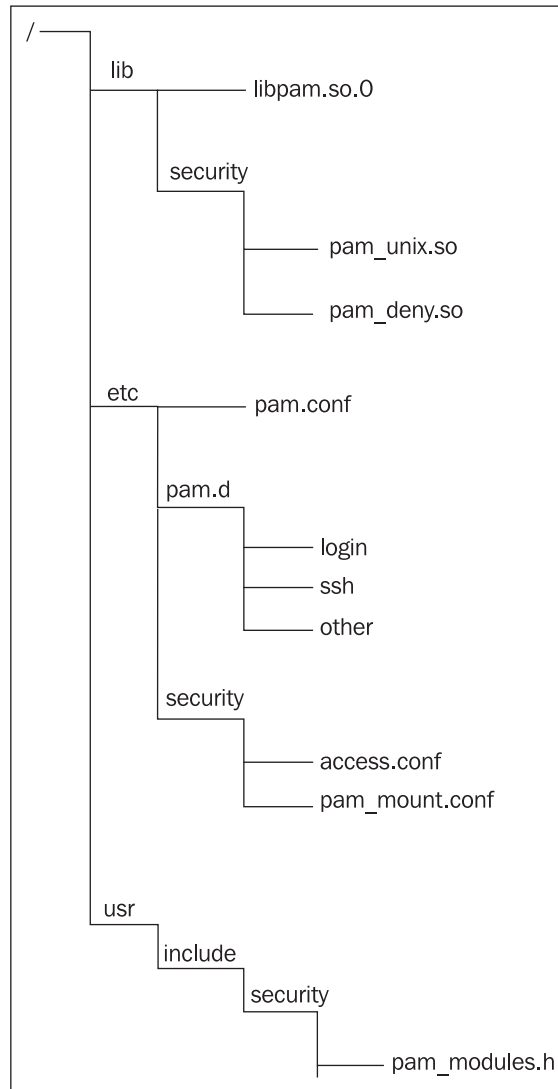 /
lib
libpam.so.0
security
pam_unix.so
pam_deny.so
etc
pam.conf
pam.d
login
ssh
other
security
access.conf
pam_mount.conf
usr
include
security
pam_modules.h